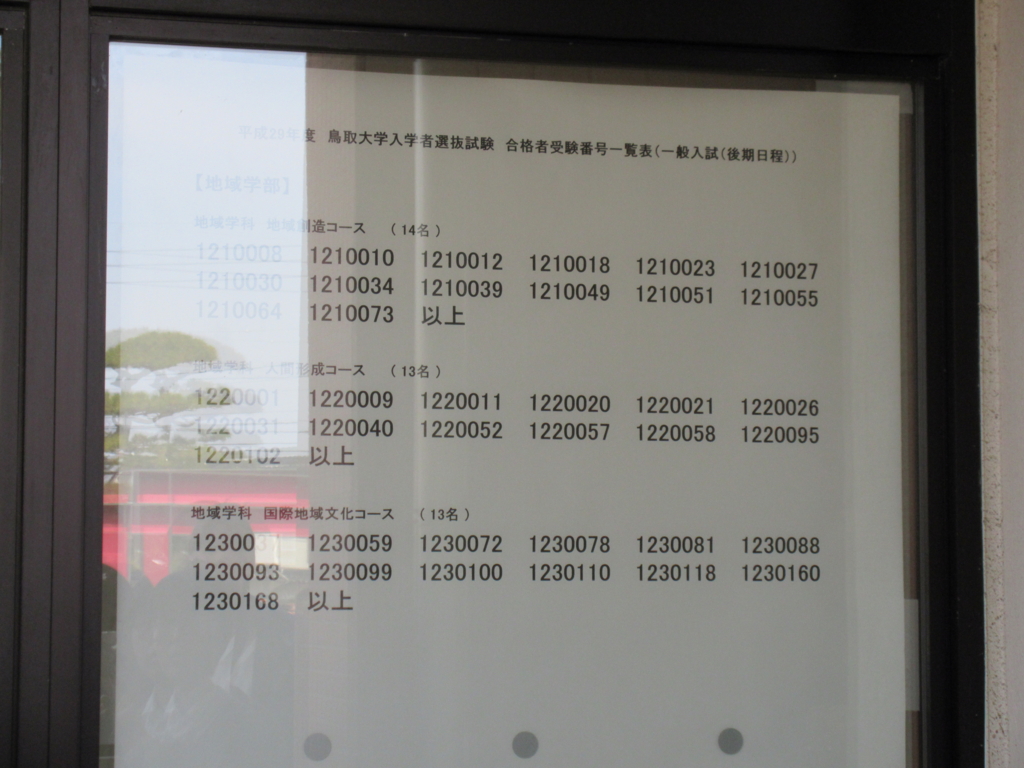 平成29年度 鳥取大学入学者選抜試験 合格者受験番号一覧表(一般入試(後期日程))
【地域学部】
地域学科 地域創造コース (14名)
1210008 1210010 1210012 1210018 1210023 1210027
1210030 1210034 1210039 1210049 1210051 1210055
1210064 1210073 以上
地域学科 人間形成コース (13名)
1220001 1220009 1220011 1220020 1220021 1220026
1220031 1220040 1220052 1220057 1220058 1220095
1220102 以上
地域学科 国際地域文化コース (13名)
1230059 1230072 1230078 1230081 1230088
1230093 1230099 1230100 1230110 1230118 1230160
1230168 以上